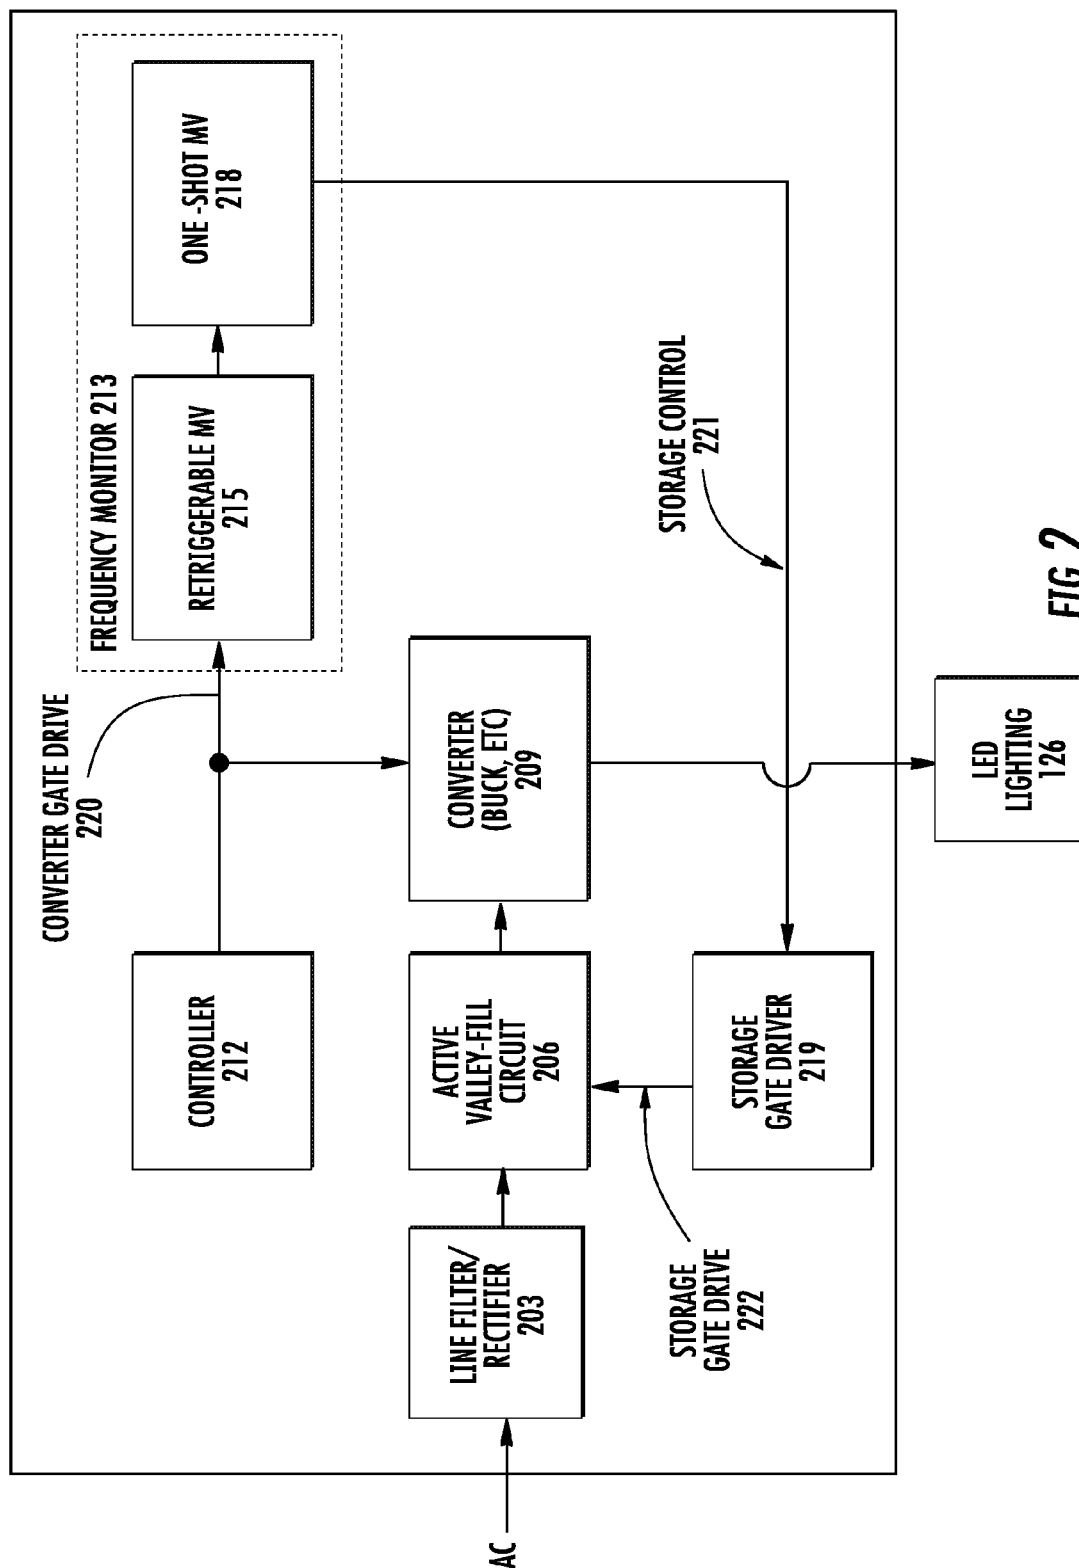 CONVERTER GATE DRIVE
220
FREQUENCY MONITOR 213
CONTROLLER
212
RETRIGGERABLE MV
215
ONE -SHOT MV
218
AC
LINE FILTER/
RECTIFIER
203
ACTIVE
VALLEY-FILL
CIRCUIT
206
CONVERTER
(BUCK, ETC)
209
STORAGE CONTROL
221
STORAGE
GATE DRIVE
222
STORAGE
GATE DRIVER
219
LED
LIGHTING
126
FIG 2